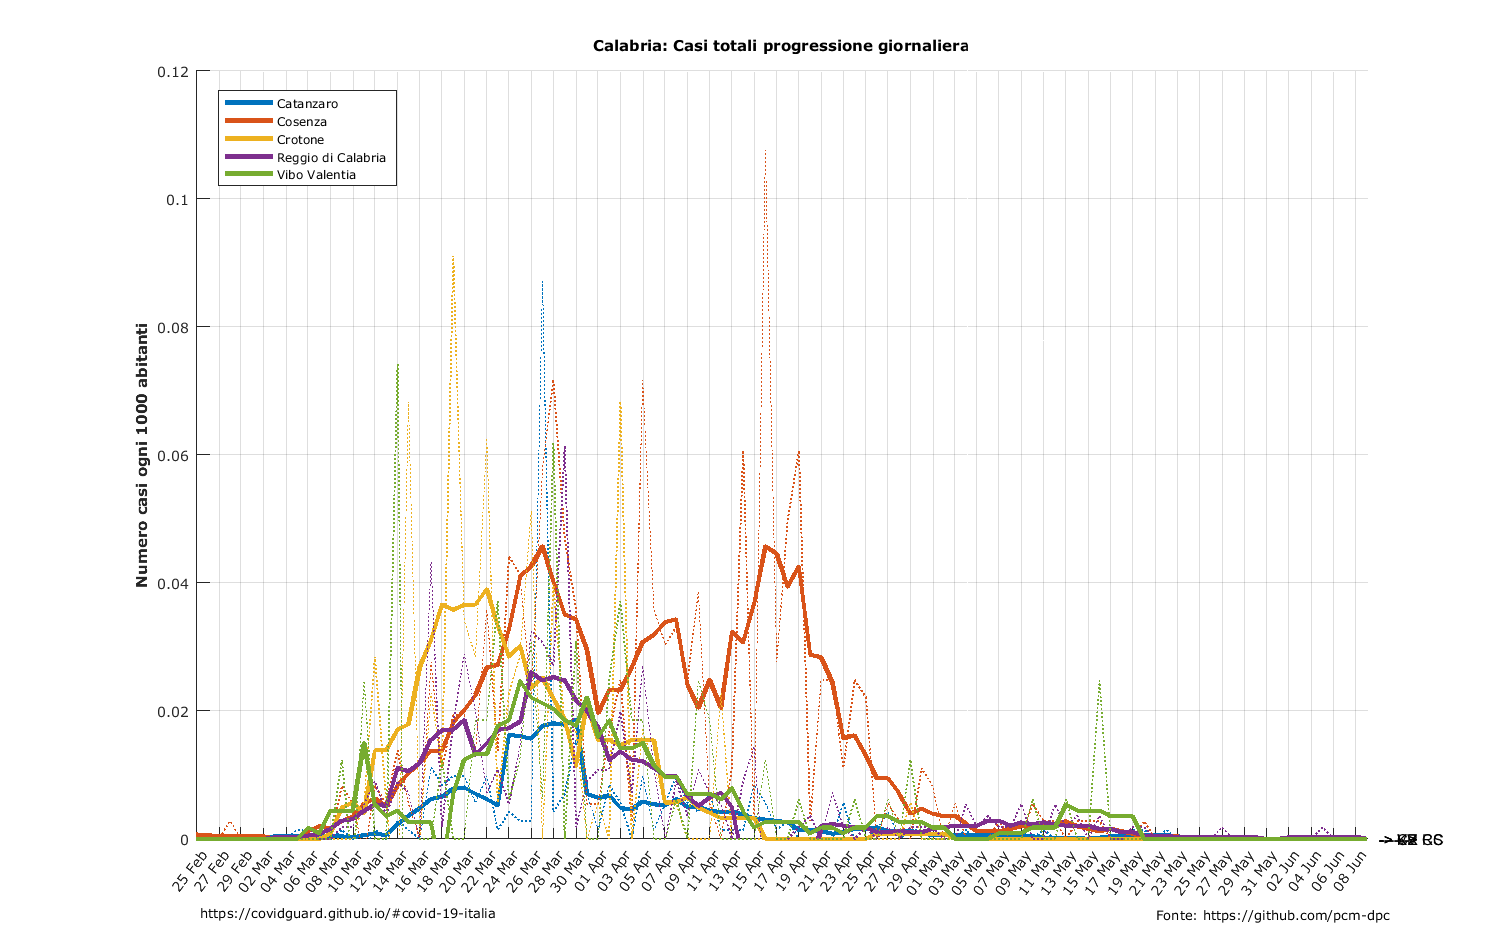 Calabria: Casi totali progressione giornaliera
0.12
0.1
0.08
0.06
0.04
0.02
0
Numero casi ogni 1000 abitanti
Catanzaro
Cosenza
Crotone
Reggio di Calabria
Vibo Valentia
25 Feb
27 Feb
29 Feb
02 Mar
04 Mar
06 Mar
08 Mar
10 Mar
12 Mar
14 Mar
16 Mar
18 Mar
20 Mar
22 Mar
24 Mar
26 Mar
28 Mar
30 Mar
01 Apr
03 Apr
05 Apr
07 Apr
09 Apr
11 Apr
13 Apr
15 Apr
17 Apr
19 Apr
21 Apr
23 Apr
25 Apr
27 Apr
29 Apr
01 May
03 May
05 May
07 May
09 May
11 May
13 May
15 May
17 May
19 May
21 May
23 May
25 May
27 May
29 May
31 May
02 Jun
04 Jun
06 Jun
08 Jun
https://covidguard.github.io/#covid-19-italia
Fonte: https://github.com/pcm-dpc